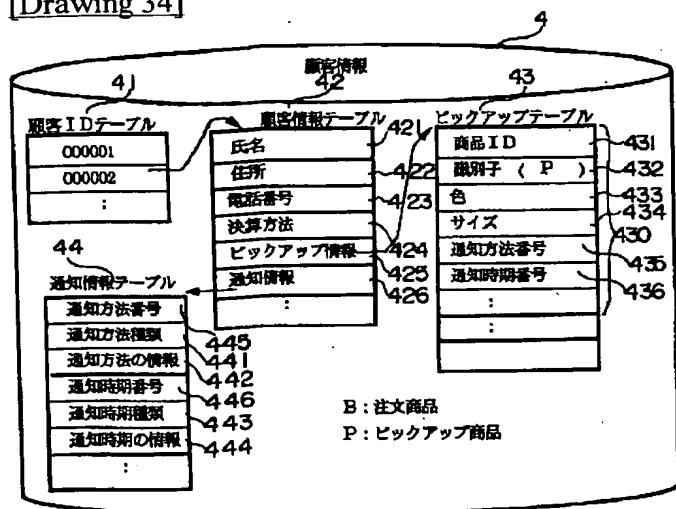 [Drawing 34]
4
顧客情報
41
42
43
顧客IDテーブル
000001
000002
:
顧客情報テーブル
氏名
住所
電話番号
決算方法
ピックアップ情報
通知情報
:
421
422
423
424
425
426
ピックアップテーブル
商品ID
識別子 ( P )
色
サイズ
通知方法番号
通知時期番号
:
:
431
432
433
434
430
435
436
44
通知情報テーブル
通知方法番号
通知方法種類
通知方法の情報
通知時期番号
通知時期種類
通知時期の情報
:
445
441
442
446
443
444
B:注文商品
P:ピックアップ商品